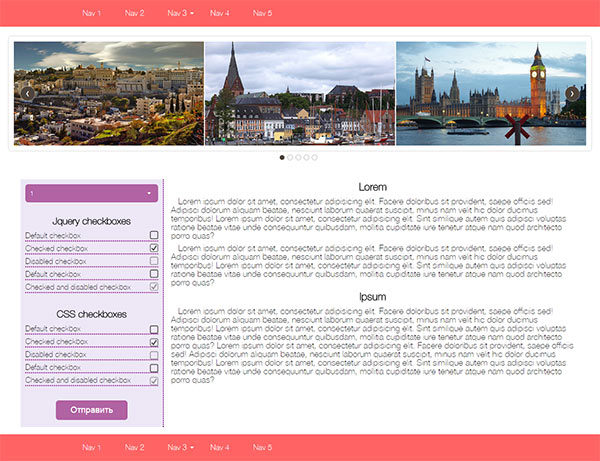 Nav 1 Nav 2 Nav 3 Nav 4 Nav 5
1
Jquery checkboxes
Default checkbox
Checked checkbox
Disabled checkbox
Default checkbox
Default checkbox
Checked and disabled checkbox
CSS checkboxes
Default checkbox
Checked checkbox
Disabled checkbox
Default checkbox
Checked and disabled checkbox
Отправить
Lorem
Lorem ipsum dolor sit amet, consectetur adipisicing elit. Facere doloribus sit provident, saepe officiis sed!
Adipisci dolorum aliquam beatae, nesciunt laborum quaerat suscipit, minus nam velit hic dolor ducimus
temporibus! Lorem ipsum dolor sit amet, consectetur adipisicing elit. Sint similique autem quis adipisci voluptas
ratione beatae vitae unde consequuntur quibusdam, mollitia cupiditate iure tenetur atque nam quod architecto
porro quas?
Lorem ipsum dolor sit amet, consectetur adipisicing elit. Facere doloribus sit provident, saepe officiis sed!
Adipisci dolorum aliquam beatae, nesciunt laborum quaerat suscipit, minus nam velit hic dolor ducimus
temporibus! Lorem ipsum dolor sit amet, consectetur adipisicing elit. Sint similique autem quis adipisci voluptas
ratione beatae vitae unde consequuntur quibusdam, mollitia cupiditate iure tenetur atque nam quod architecto
porro quas?
Ipsum
Lorem ipsum dolor sit amet, consectetur adipisicing elit. Facere doloribus sit provident, saepe officiis sed!
Adipisci dolorum aliquam beatae, nesciunt laborum quaerat suscipit, minus nam velit hic dolor ducimus
temporibus! Lorem ipsum dolor sit amet, consectetur adipisicing elit. Sint similique autem quis adipisci voluptas
ratione beatae vitae unde consequuntur quibusdam, mollitia cupiditate iure tenetur atque nam quod architecto
porro quas? Lorem ipsum dolor sit amet, consectetur adipisicing elit. Facere doloribus sit provident, saepe officiis
sed! Adipisci dolorum aliquam beatae, nesciunt laborum quaerat suscipit, minus nam velit hic dolor ducimus
temporibus! Lorem ipsum dolor sit amet, consectetur adipisicing elit. Sint similique autem quis adipisci voluptas
ratione beatae vitae unde consequuntur quibusdam, mollitia cupiditate iure tenetur atque nam quod architecto
porro quas?
Nav 1 Nav 2 Nav 3 Nav 4 Nav 5